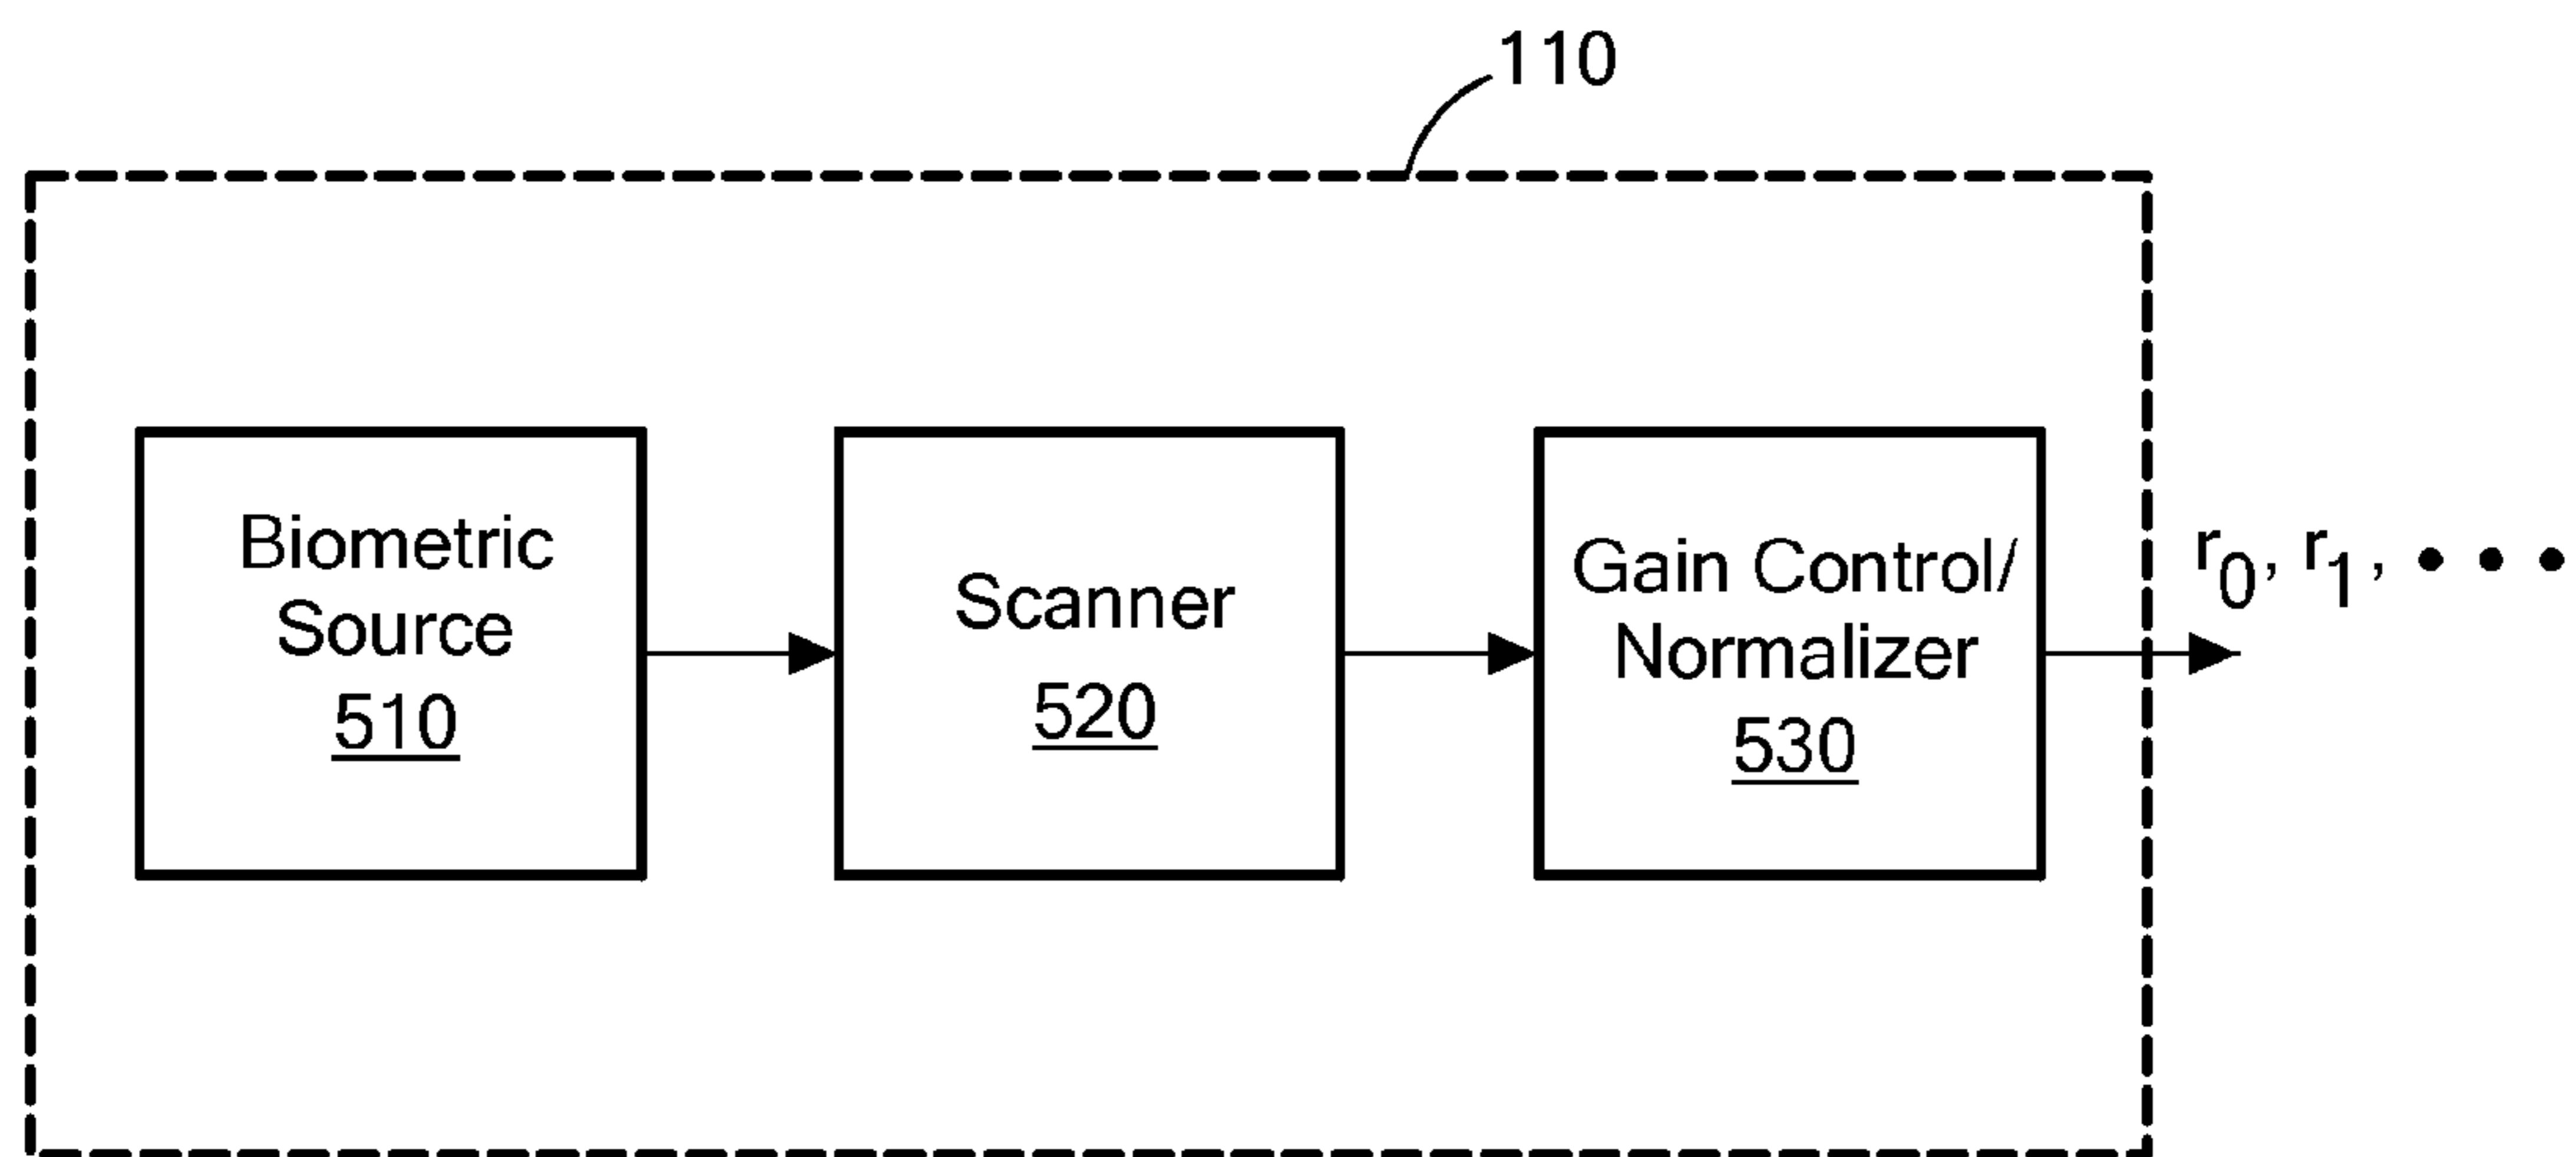 110
Biometric
Source
510
Scanner
520
Gain Control/
Normalizer
530
r0, r1, • • •